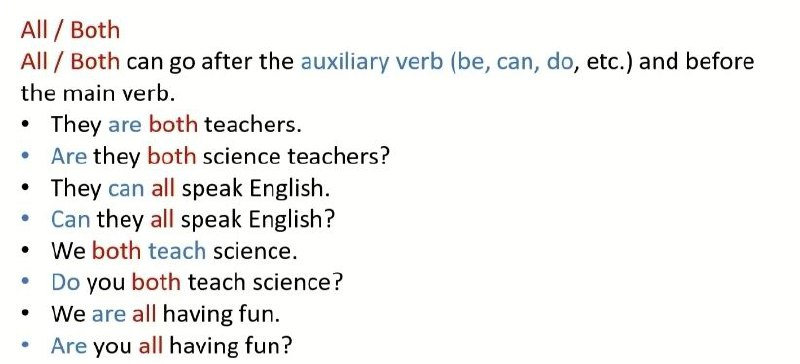 All / Both
All / Both can go after the auxiliary verb (be, can, do, etc.) and before
the main verb.
• They are both teachers.
• Are they both science teachers?
• They can all speak English.
• Can they all speak English?
• We both teach science.
• Do you both teach science?
• We are all having fun.
• Are you all having fun?